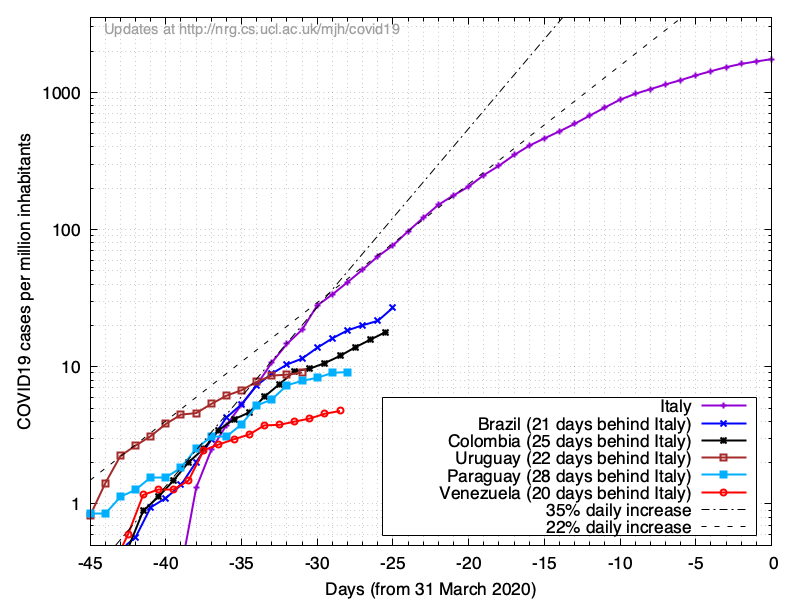 Updates at http://nrg.cs.ucl.ac.uk/mjh/covid19
1000
100
10
1
COVID19 cases per million inhabitants
Italy
Brazil (21 days behind Italy)
Colombia (25 days behind Italy)
Uruguay (22 days behind Italy)
Paraguay (28 days behind Italy)
Venezuela (20 days behind Italy)
35% daily increase
22% daily increase
-45 -40 -35 -30 -25 -20 -15 -10 -5 0
Days (from 31 March 2020)